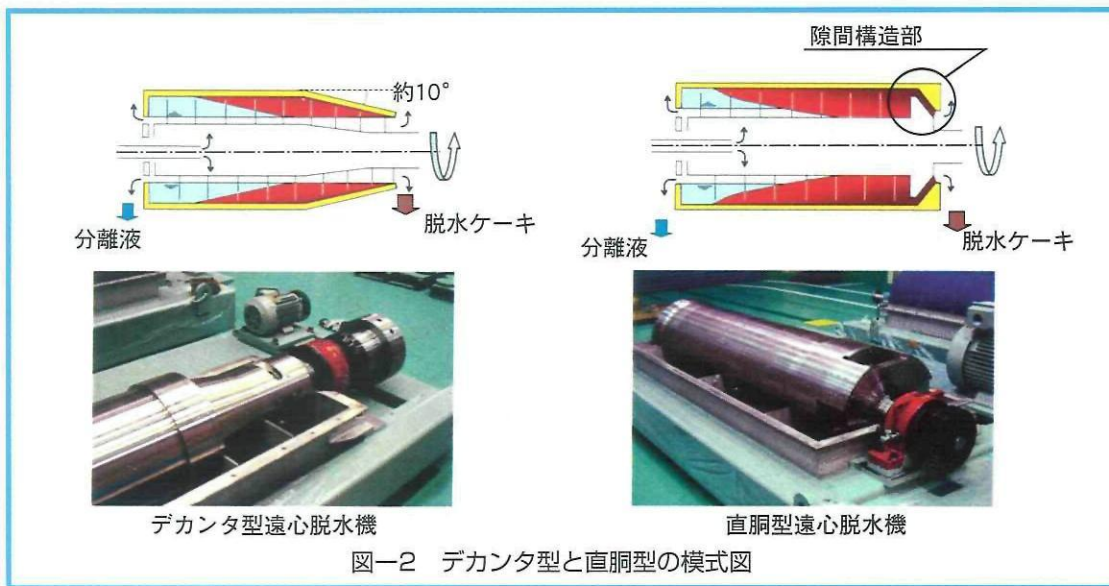 隙間構造部
約10°
分離液
脱水ケーキ
分離液
脱水ケーキ
デカンタ型遠心脱水機
直胴型遠心脱水機
図ー2 デカンタ型と直胴型の模式図